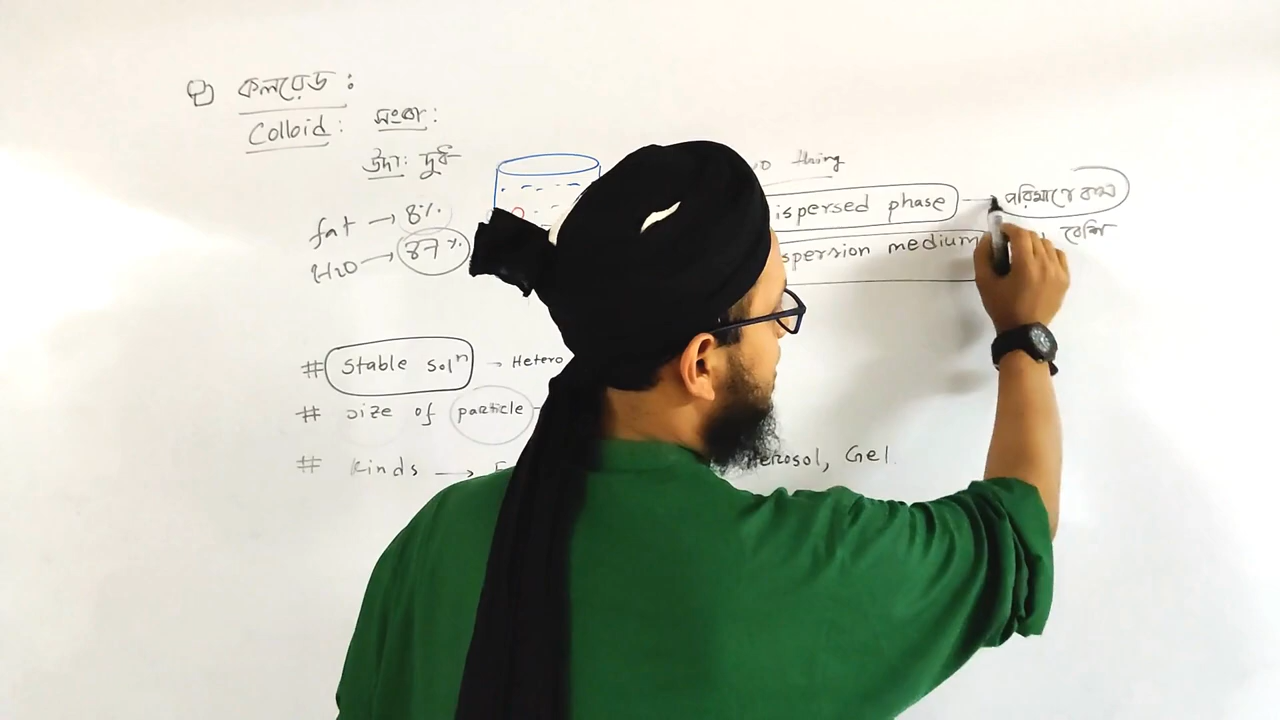 কলয়েড :
Colloid : সংজ্ঞা :
উদা: দুধ
fat → 8%
H2O → 87%
ispersed phase → পরিমাণে কম
spersion medium বেশি
# Stable solⁿ → Hetero
# size of particle
# Kinds →
Aerosol, Gel